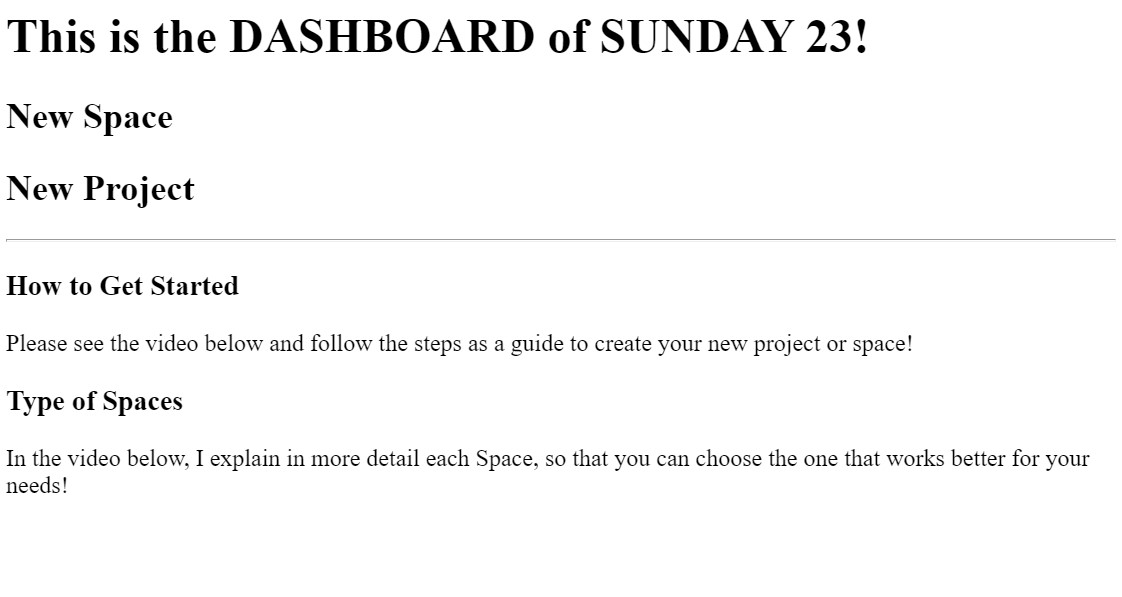 This is the DASHBOARD of SUNDAY 23!
New Space
New Project
How to Get Started
Please see the video below and follow the steps as a guide to create your new project or space!
Type of Spaces
In the video below, I explain in more detail each Space, so that you can choose the one that works better for your
needs!